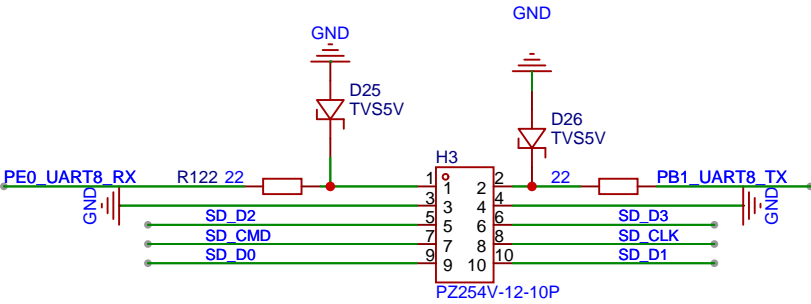 GND
GND
D25
TVS5V
D26
TVS5V
H3
PE0_UART8_RX
R122 22
1
1
2
2
22
PB1_UART8_TX
GND
3
3
4
4
GND
SD_D2
5
5
6
6
SD_D3
SD_CMD
7
7
8
8
SD_CLK
SD_D0
9
9
10
10
SD_D1
PZ254V-12-10P